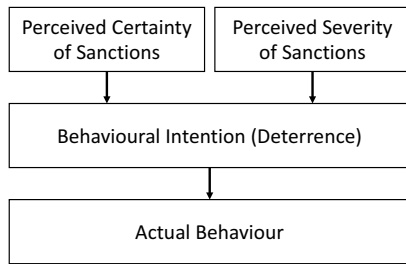 Perceived Certainty
of Sanctions
Perceived Severity
of Sanctions
Behavioural Intention (Deterrence)
Actual Behaviour